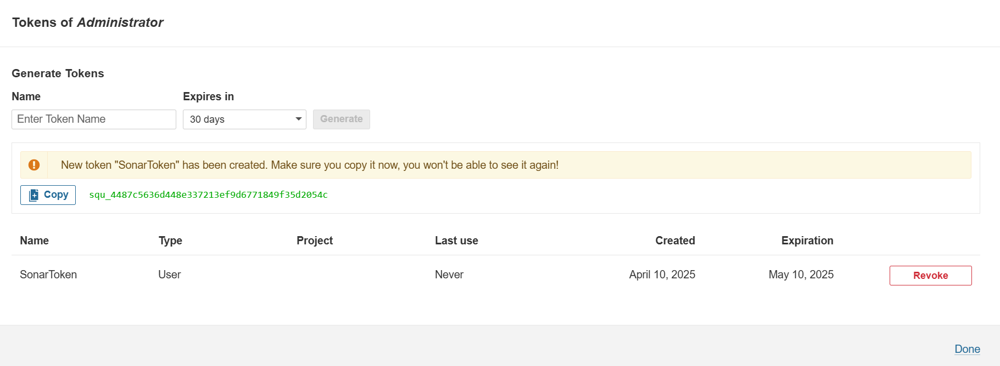 Tokens of Administrator
Generate Tokens
Name Expires in
Enter Token Name 30 days Generate
New token "SonarToken" has been created. Make sure you copy it now, you won't be able to see it again!
Copy squ_4487c5636d448e337213ef9d6771849f35d2054c
Name Type Project Last use Created Expiration
SonarToken User Never April 10, 2025 May 10, 2025 Revoke
Done